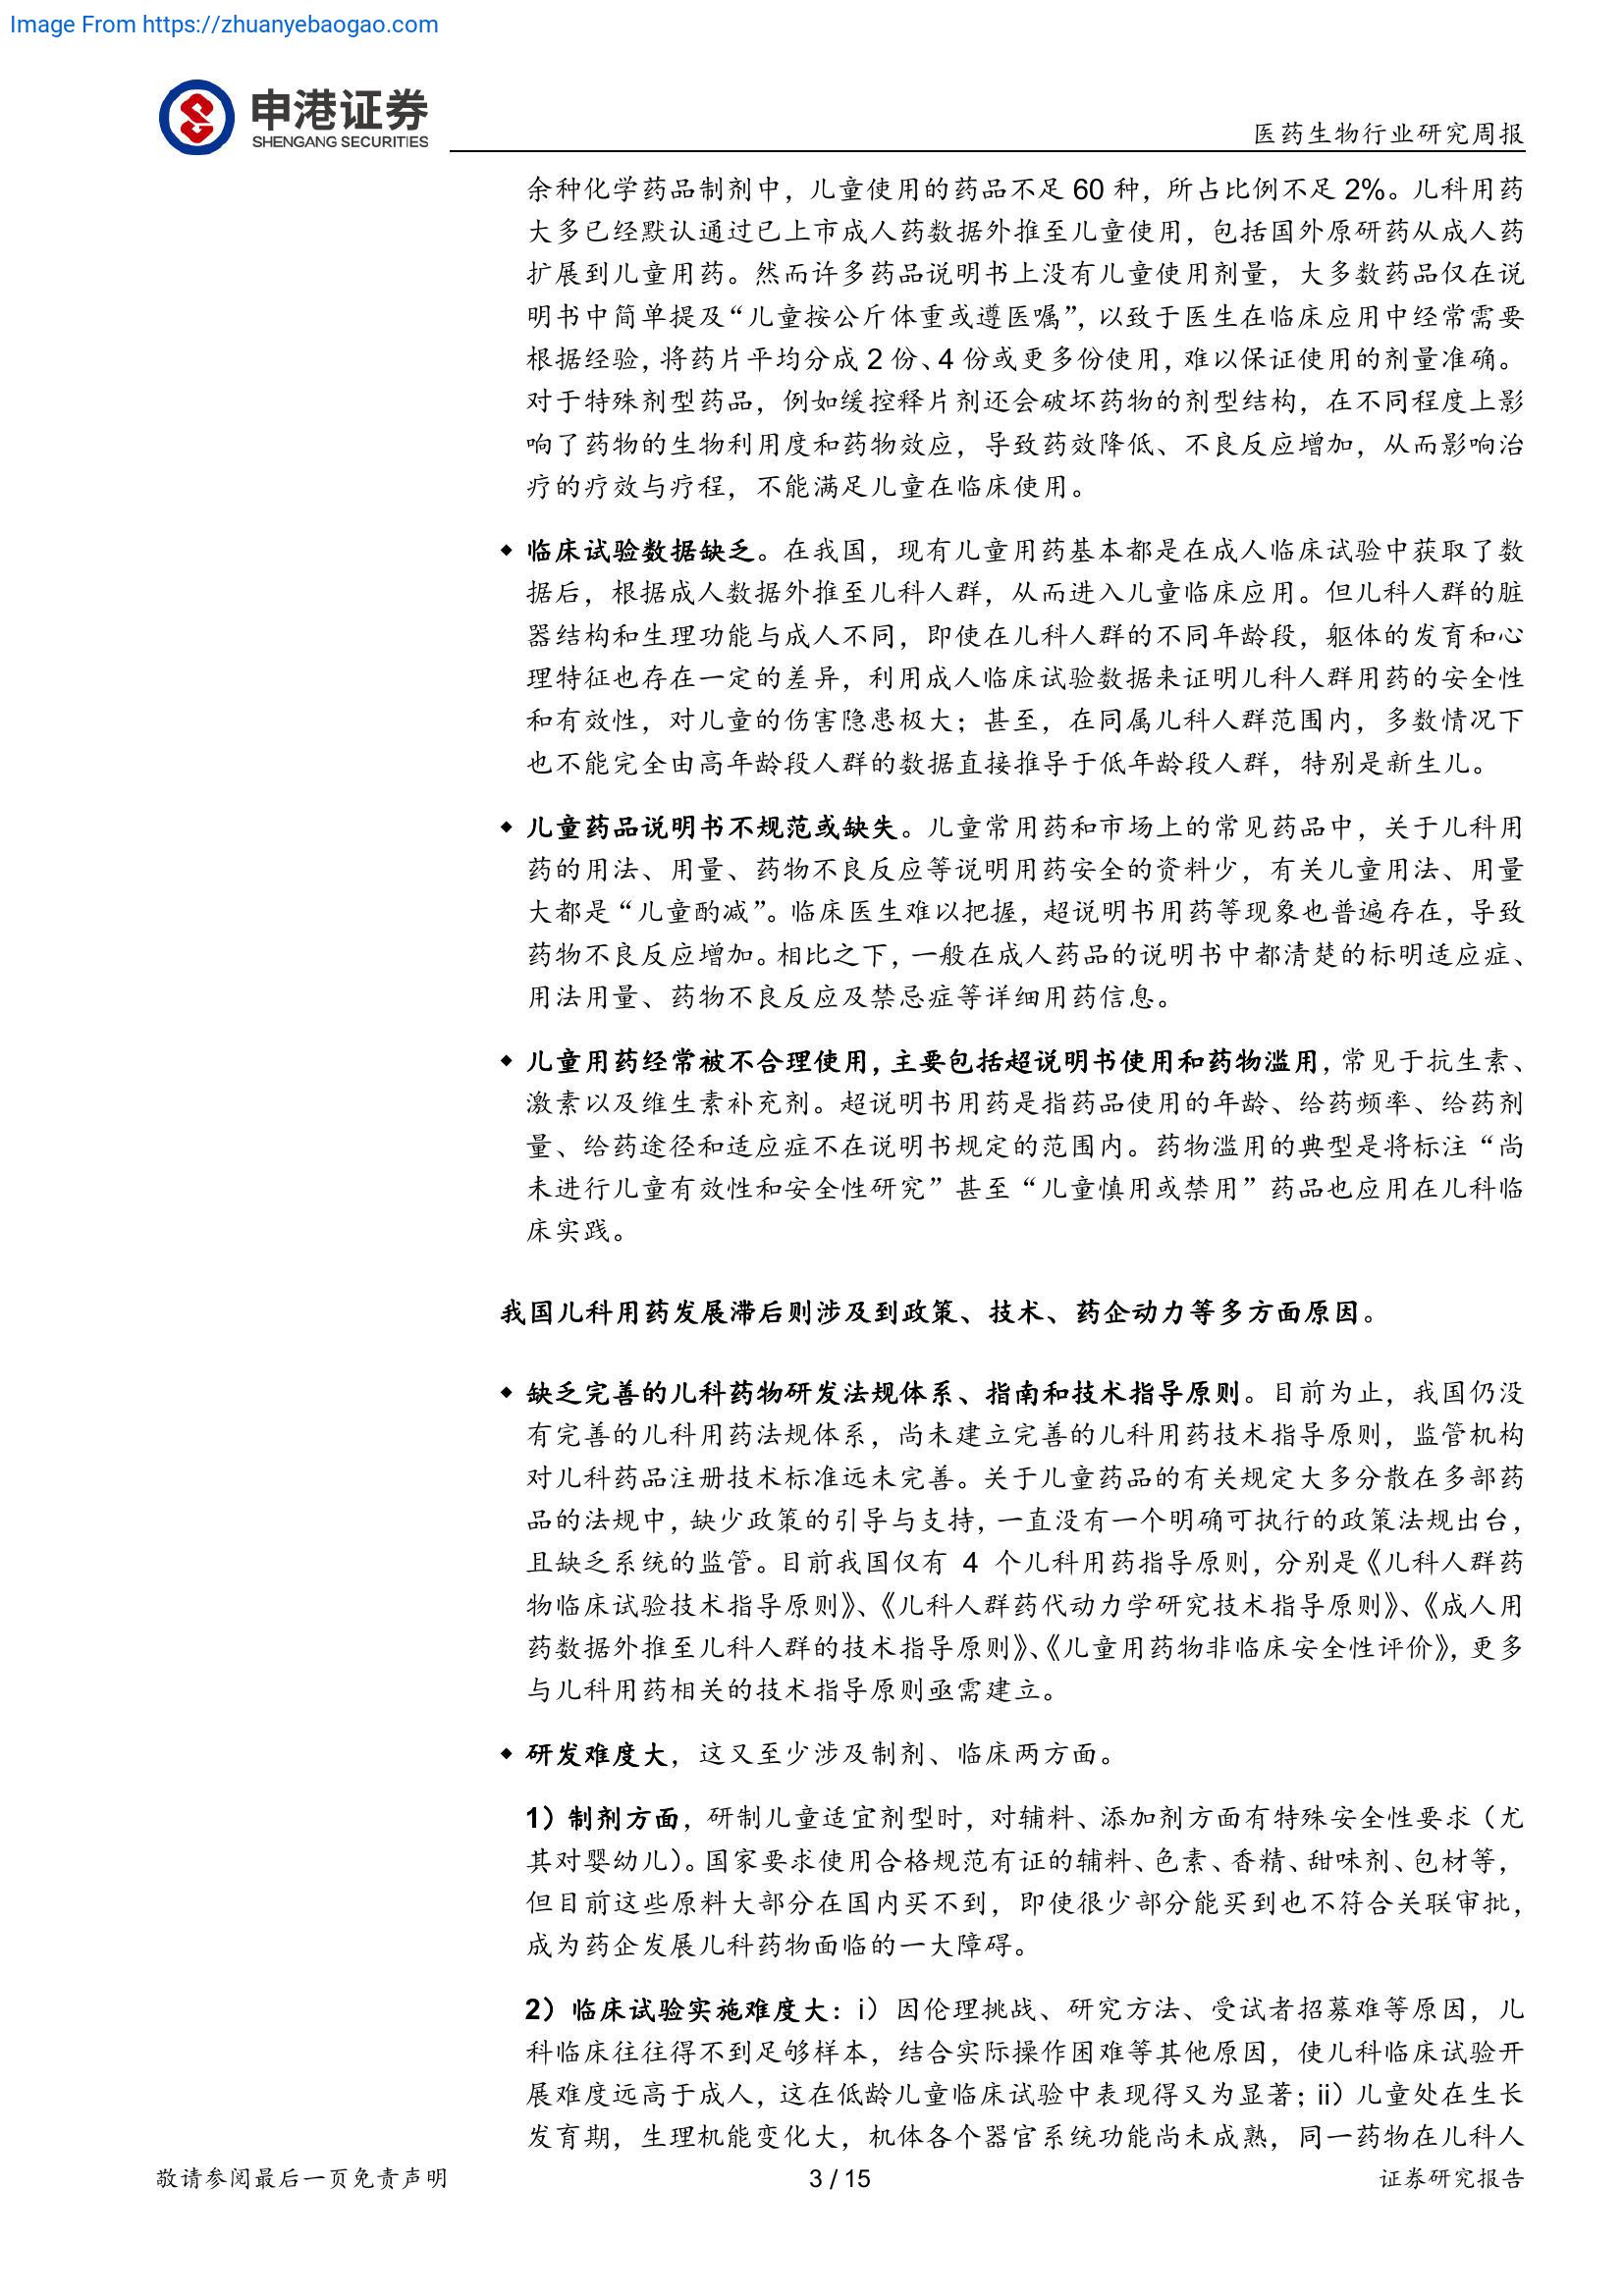 Image From https://zhuanyebaogao.com
申港证券
SHENGANG SECURITIES
医药生物行业研究周报
余种化学药品制剂中，儿童使用的药品不足 60 种，所占比例不足 2%。儿科用药
大多已经默认通过已上市成人药数据外推至儿童使用，包括国外原研药从成人药
扩展到儿童用药。然而许多药品说明书上没有儿童使用剂量，大多数药品仅在说
明书中简单提及“儿童按公斤体重或遵医嘱”，以致于医生在临床应用中经常需要
根据经验，将药片平均分成 2 份、4 份或更多份使用，难以保证使用的剂量准确。
对于特殊剂型药品，例如缓控释片剂还会破坏药物的剂型结构，在不同程度上影
响了药物的生物利用度和药物效应，导致药效降低、不良反应增加，从而影响治
疗的疗效与疗程，不能满足儿童在临床使用。
◆ 临床试验数据缺乏。在我国，现有儿童用药基本都是在成人临床试验中获取了数
据后，根据成人数据外推至儿科人群，从而进入儿童临床应用。但儿科人群的脏
器结构和生理功能与成人不同，即使在儿科人群的不同年龄段，躯体的发育和心
理特征也存在一定的差异，利用成人临床试验数据来证明儿科人群用药的安全性
和有效性，对儿童的伤害隐患极大；甚至，在同属儿科人群范围内，多数情况下
也不能完全由高年龄段人群的数据直接推导于低年龄段人群，特别是新生儿。
◆ 儿童药品说明书不规范或缺失。儿童常用药和市场上的常见药品中，关于儿科用
药的用法、用量、药物不良反应等说明用药安全的资料少，有关儿童用法、用量
大都是“儿童酌减”。临床医生难以把握，超说明书用药等现象也普遍存在，导致
药物不良反应增加。相比之下，一般在成人药品的说明书中都清楚的标明适应症、
用法用量、药物不良反应及禁忌症等详细用药信息。
◆ 儿童用药经常被不合理使用，主要包括超说明书使用和药物滥用，常见于抗生素、
激素以及维生素补充剂。超说明书用药是指药品使用的年龄、给药频率、给药剂
量、给药途径和适应症不在说明书规定的范围内。药物滥用的典型是将标注“尚
未进行儿童有效性和安全性研究”甚至“儿童慎用或禁用”药品也应用在儿科临
床实践。
我国儿科用药发展滞后则涉及到政策、技术、药企动力等多方面原因。
◆ 缺乏完善的儿科药物研发法规体系、指南和技术指导原则。目前为止，我国仍没
有完善的儿科用药法规体系，尚未建立完善的儿科用药技术指导原则，监管机构
对儿科药品注册技术标准远未完善。关于儿童药品的有关规定大多分散在多部药
品的法规中，缺少政策的引导与支持，一直没有一个明确可执行的政策法规出台，
且缺乏系统的监管。目前我国仅有 4 个儿科用药指导原则，分别是《儿科人群药
物临床试验技术指导原则》、《儿科人群药代动力学研究技术指导原则》、《成人用
药数据外推至儿科人群的技术指导原则》、《儿童用药物非临床安全性评价》，更多
与儿科用药相关的技术指导原则亟需建立。
◆ 研发难度大，这又至少涉及制剂、临床两方面。
1）制剂方面，研制儿童适宜剂型时，对辅料、添加剂方面有特殊安全性要求（尤
其对婴幼儿）。国家要求使用合格规范有证的辅料、色素、香精、甜味剂、包材等，
但目前这些原料大部分在国内买不到，即使很少部分能买到也不符合关联审批，
成为药企发展儿科药物面临的一大障碍。
2）临床试验实施难度大：i）因伦理挑战、研究方法、受试者招募难等原因，儿
科临床往往得不到足够样本，结合实际操作困难等其他原因，使儿科临床试验开
展难度远高于成人，这在低龄儿童临床试验中表现得又为显著；ii）儿童处在生长
发育期，生理机能变化大，机体各个器官系统功能尚未成熟，同一药物在儿科人
敬请参阅最后一页免责声明
3 / 15
证券研究报告